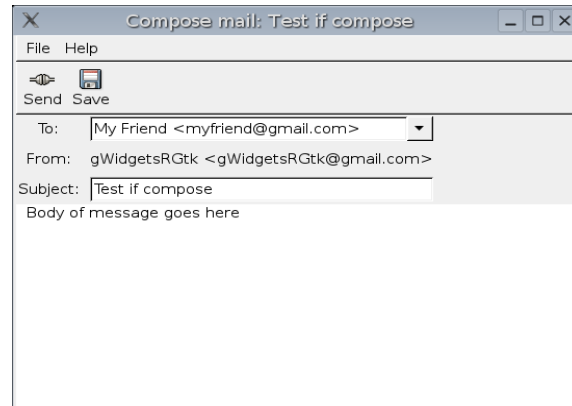 Compose mail: Test if compose
File Help
Send Save
To: My Friend <myfriend@gmail.com>
From: gWidgetsRGtk <gWidgetsRGtk@gmail.com>
Subject: Test if compose
Body of message goes here